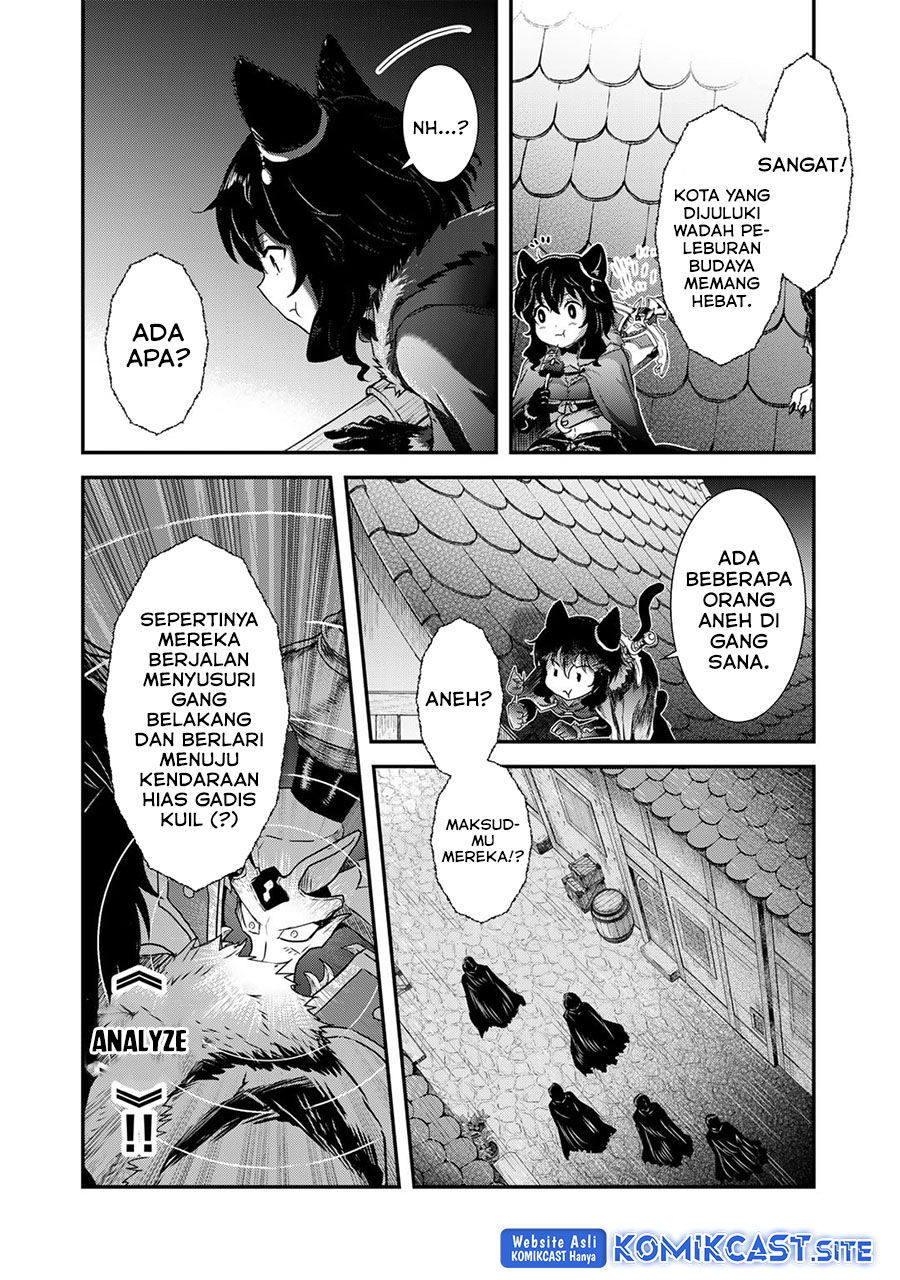 SANGAT!
KOTA YANG
DIJULUKI
WADAH PE-
LEBURAN
BUDAYA
MEMANG
HEBAT.
NH...?
ADA
APA?
ADA
BEBERAPA
ORANG
ANEH DI
GANG
SANA.
ANEH?
MAKSUD-
MU
MEREKA!?
SEPERTINYA
MEREKA
BERJALAN
MENYUSURI
GANG
BELAKANG
DAN BERLARI
MENUJU
KENDARAAN
HIAS GADIS
KUIL (?)
《
ANALYZE
》
!!
Website Asli
KOMIKCAST Hanya
KOMIKCAST.SITE